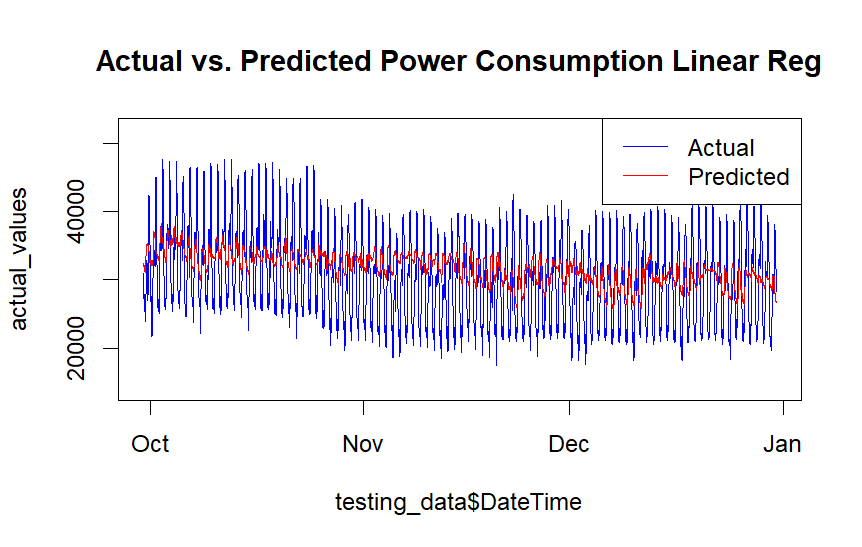 Actual vs. Predicted Power Consumption Linear Reg
Actual
Predicted
actual_values
40000
20000
Oct
Nov
Dec
Jan
testing_data$DateTime